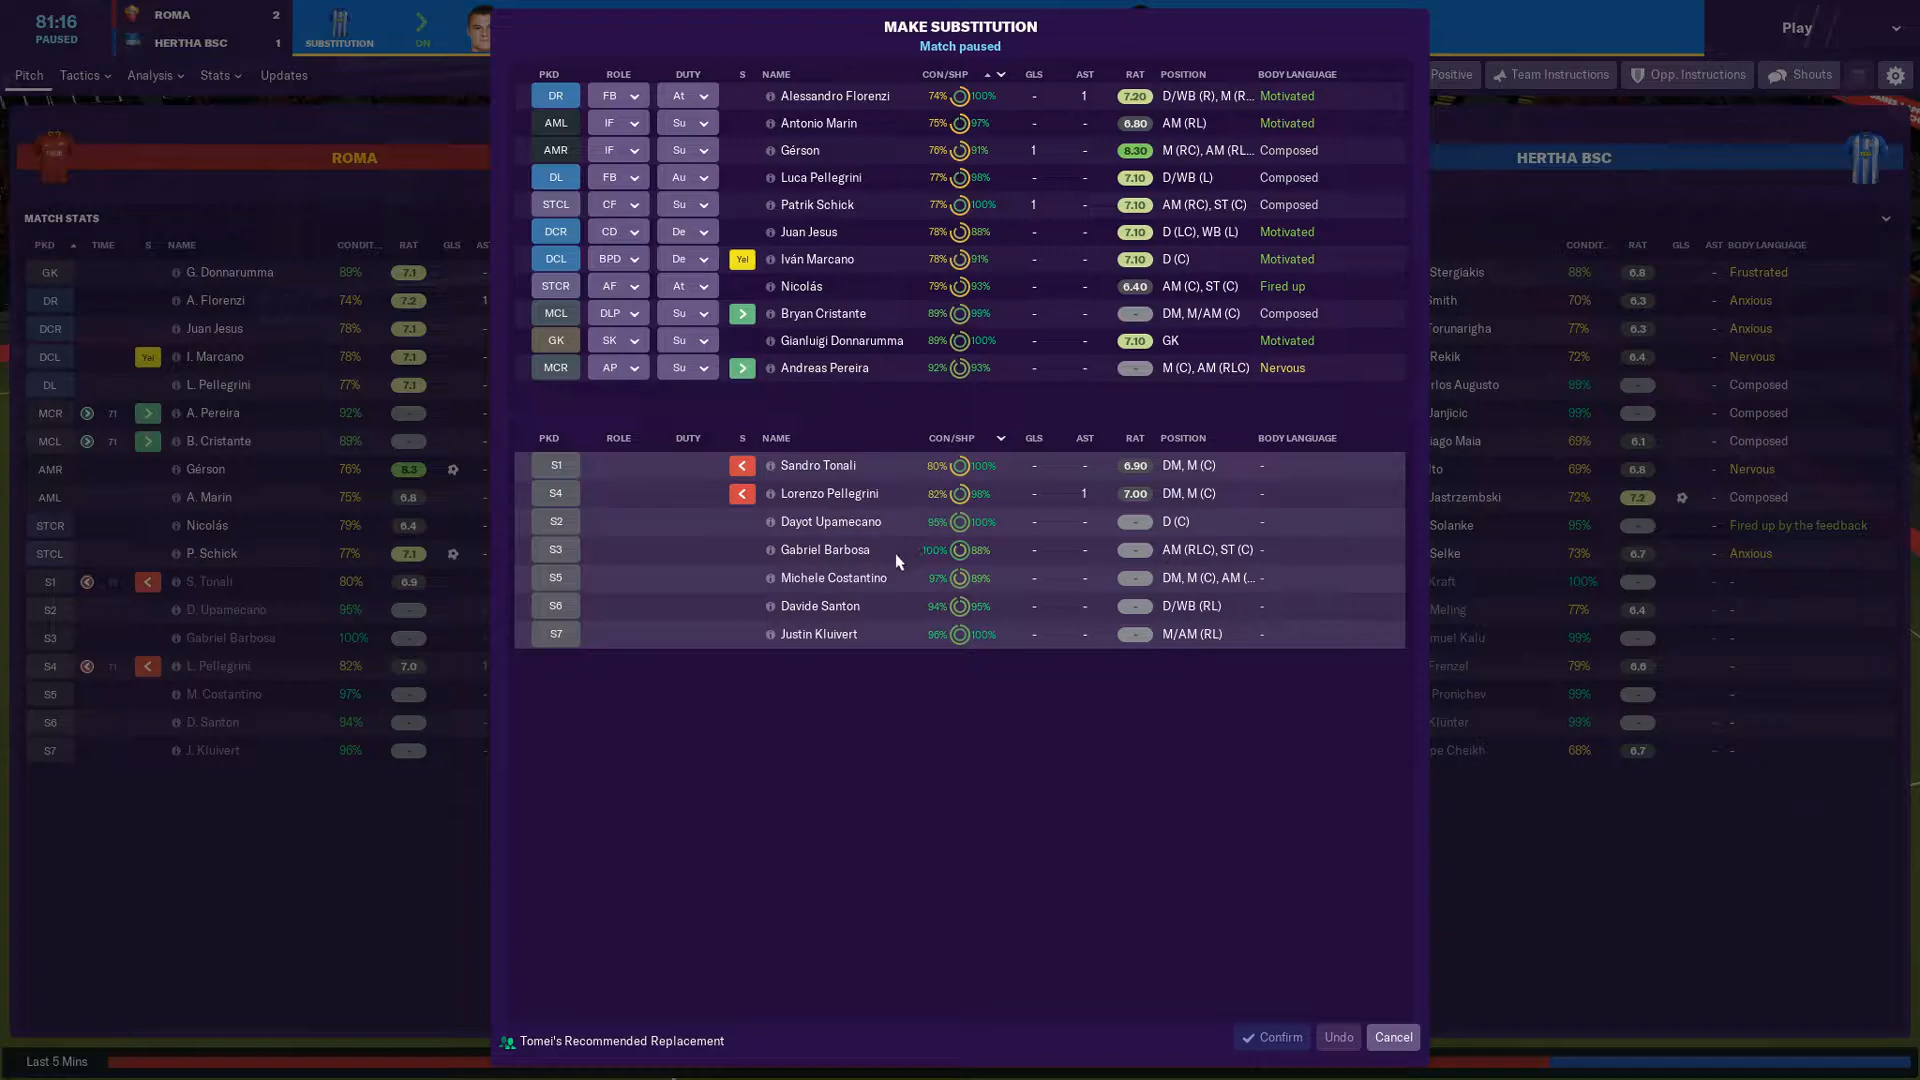 81:16
PAUSED
ROMA 2
HERTHA BSC 1
SUBSTITUTION
ON
MAKE SUBSTITUTION
Match paused
Play
Pitch Tactics Analysis Stats Updates
Positive Team Instructions Opp. Instructions Shouts
ROMA
HERTHA BSC
MATCH STATS
PKD ROLE DUTY S NAME CON/SHP GLS AST RAT POSITION BODY LANGUAGE
DR FB At Alessandro Florenzi 74% 100% - 1 7.20 D/WB (R), M (R... Motivated
AML IF Su Antonio Marin 75% 97% - - 6.80 AM (RL) Motivated
AMR IF Su Gérson 76% 91% 1 - 8.30 M (RC), AM (RL... Composed
DL FB Au Luca Pellegrini 77% 98% - - 7.10 D/WB (L) Composed
STCL CF Su Patrik Schick 77% 100% 1 - 7.10 AM (RC), ST (C) Composed
DCR CD De Juan Jesus 78% 88% - - 7.10 D (LC), WB (L) Motivated
DCL BPD De Yel Iván Marcano 78% 91% - - 7.10 D (C) Motivated
STCR AF At Nicolás 79% 93% - - 6.40 AM (C), ST (C) Fired up
MCL DLP Su Bryan Cristante 89% 99% - - - DM, M/AM (C) Composed
GK SK Su Gianluigi Donnarumma 89% 100% - - 7.10 GK Motivated
MCR AP Su Andreas Pereira 92% 93% - - - M (C), AM (RLC) Nervous
PKD ROLE DUTY S NAME CON/SHP GLS AST RAT POSITION BODY LANGUAGE
S1 Sandro Tonali 80% 100% - - 6.90 DM, M (C) -
S4 Lorenzo Pellegrini 82% 98% - 1 7.00 DM, M (C) -
S2 Dayot Upamecano 95% 100% - - - D (C) -
S3 Gabriel Barbosa 100% 88% - - - AM (RLC), ST (C) -
S5 Michele Costantino 97% 89% - - - DM, M (C), AM (... -
S6 Davide Santon 94% 95% - - - D/WB (RL) -
S7 Justin Kluivert 96% 100% - - - M/AM (RL) -
PKD TIME S NAME CONDIT... RAT GLS AS
GK G. Donnarumma 89% 7.1 -
DR A. Florenzi 74% 7.2 - 1
DCR Juan Jesus 78% 7.1 -
DCL Yel I. Marcano 78% 7.1 -
DL L. Pellegrini 77% 7.1 -
MCR 71 A. Pereira 92% - -
MCL 71 B. Cristante 89% - -
AMR Gérson 76% 8.3 -
AML A. Marin 75% 6.8 -
STCR Nicolás 79% 6.4 -
STCL P. Schick 77% 7.1 -
S1 S. Tonali 80% 6.9 -
S2 D. Upamecano 95% - -
S3 Gabriel Barbosa 100% - -
S4 71 L. Pellegrini 82% 7.0 1
S5 M. Costantino 97% - -
S6 D. Santon 94% - -
S7 J. Kluivert 96% - -
CONDIT... RAT GLS AST BODY LANGUAGE
Stergiakis 88% 6.8 - Frustrated
Smith 70% 6.3 - Anxious
Torunarigha 77% 6.3 - Anxious
Rekik 72% 6.4 - Nervous
rlos Augusto 99% - - Composed
Janjicic 99% - - Composed
iago Maia 69% 6.1 - Composed
lto 69% 6.8 - Nervous
Jastrzembski 72% 7.2 - Composed
Solanke 95% - - Fired up by the feedback
Selke 73% 6.7 - Anxious
Kraft 100% - - -
Meling 77% 6.4 - -
muel Kalu 99% - - -
Frenzel 79% 6.6 - -
Pronichev 99% - - -
Klünter 99% - - -
pe Cheikh 68% 6.7 - -
Tomei's Recommended Replacement
Confirm Undo Cancel
Last 5 Mins